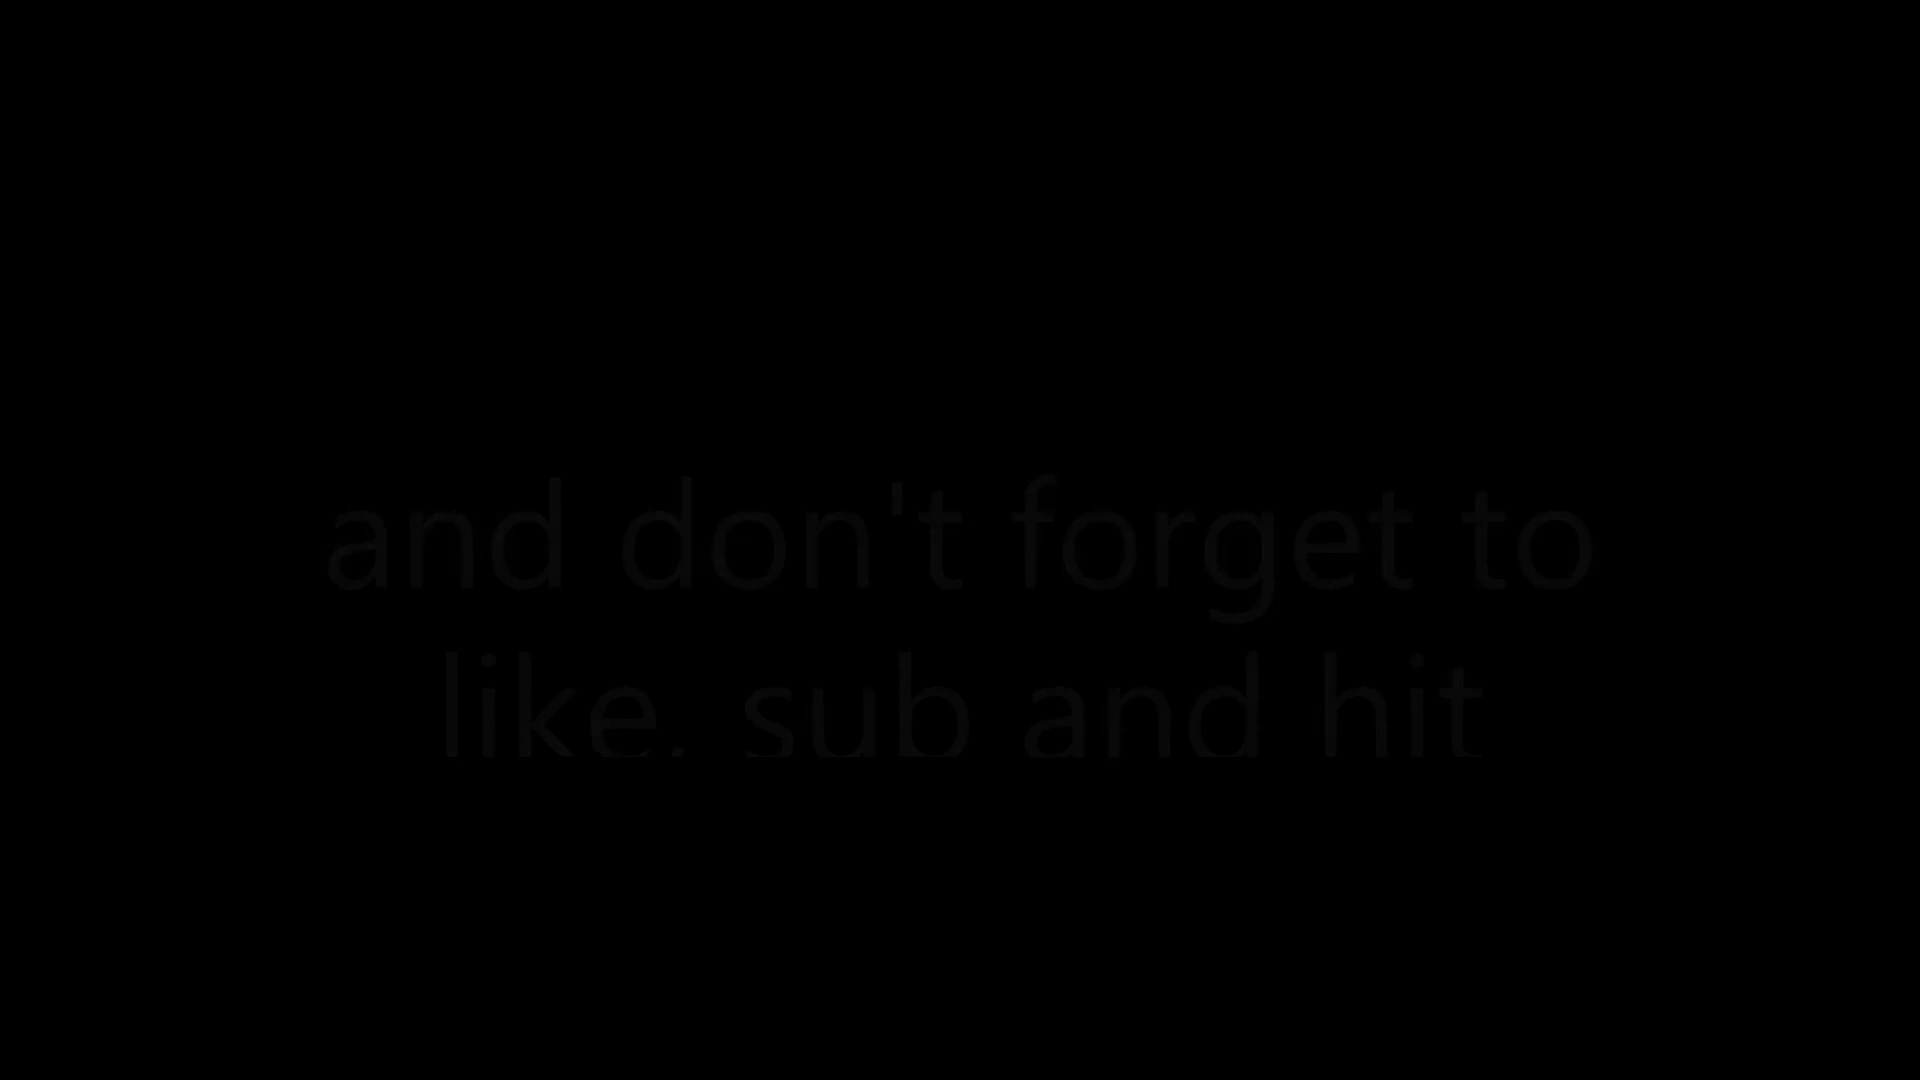 and don't forget to
like, sub and hit